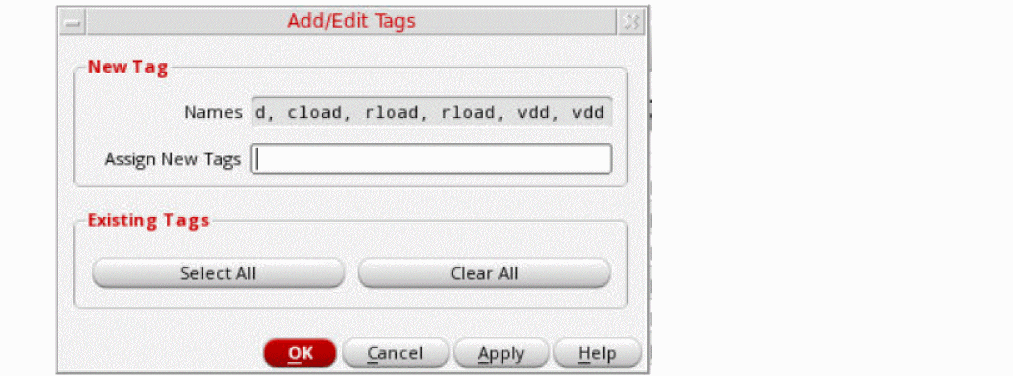 Add/Edit Tags
New Tag
Names d, cload, rload, rload, vdd, vdd
Assign New Tags
Existing Tags
Select All Clear All
OK Cancel Apply Help